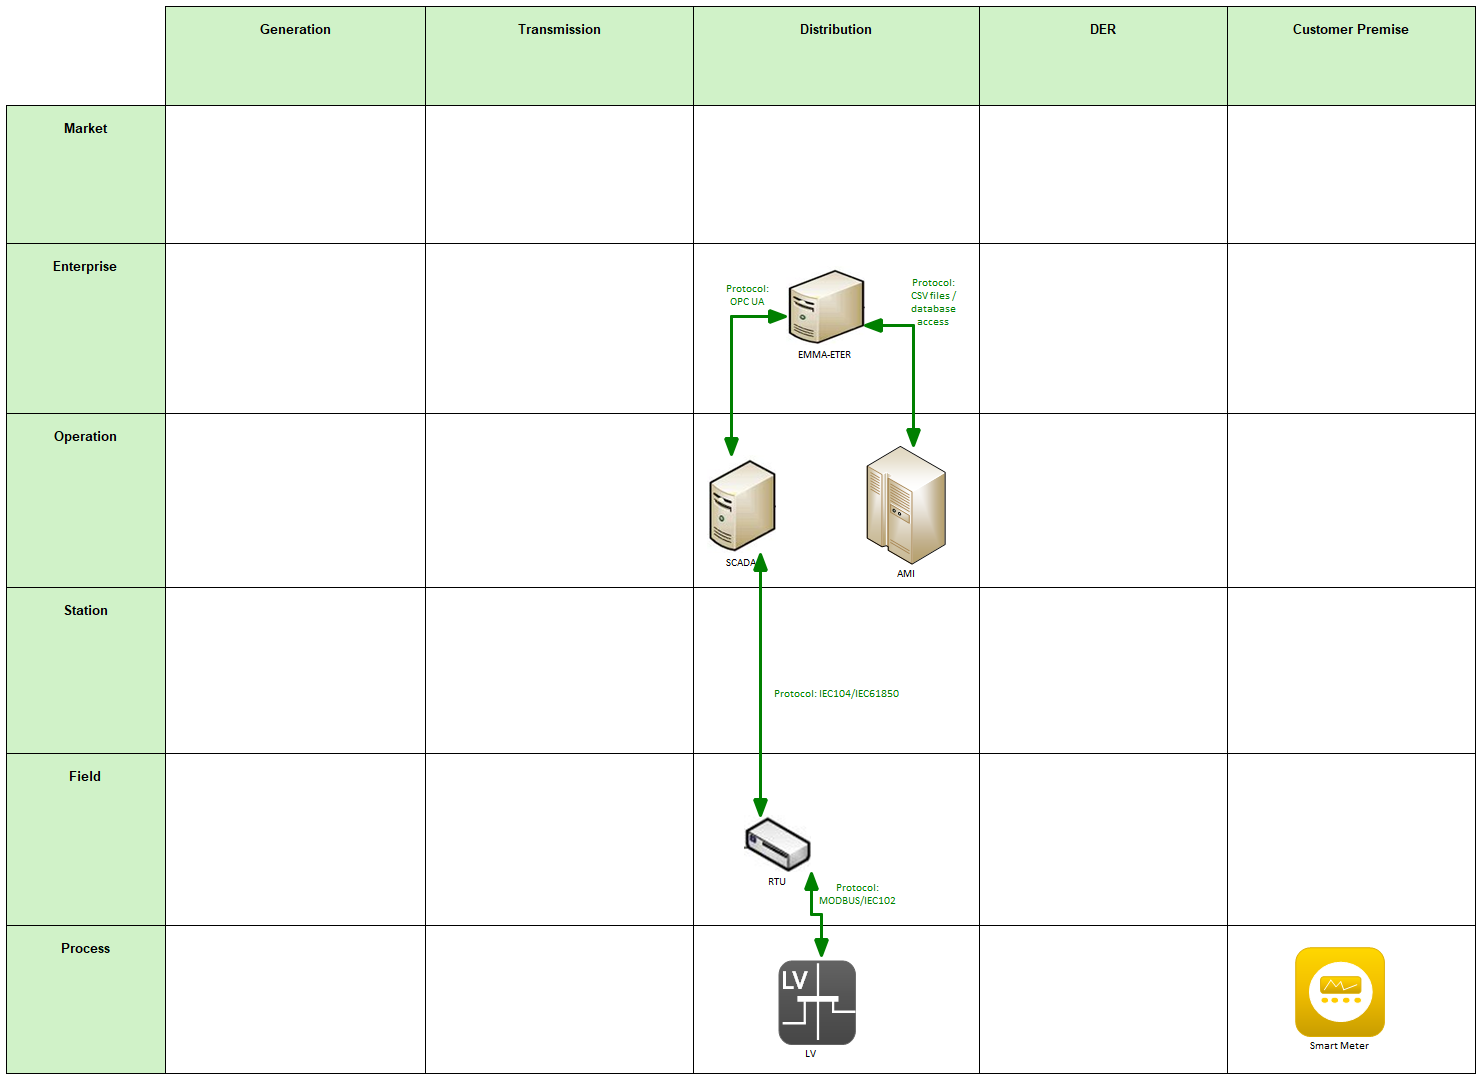 Generation
Transmission
Distribution
DER
Customer Premise
Market
Enterprise
Protocol:
OPC UA
Protocol:
CSV files /
database
access
EMMA-ETER
Operation
SCADA
AMI
Station
Protocol: IEC104/IEC61850
Field
RTU
Protocol:
MODBUS/IEC102
Process
LV
LV
Smart Meter